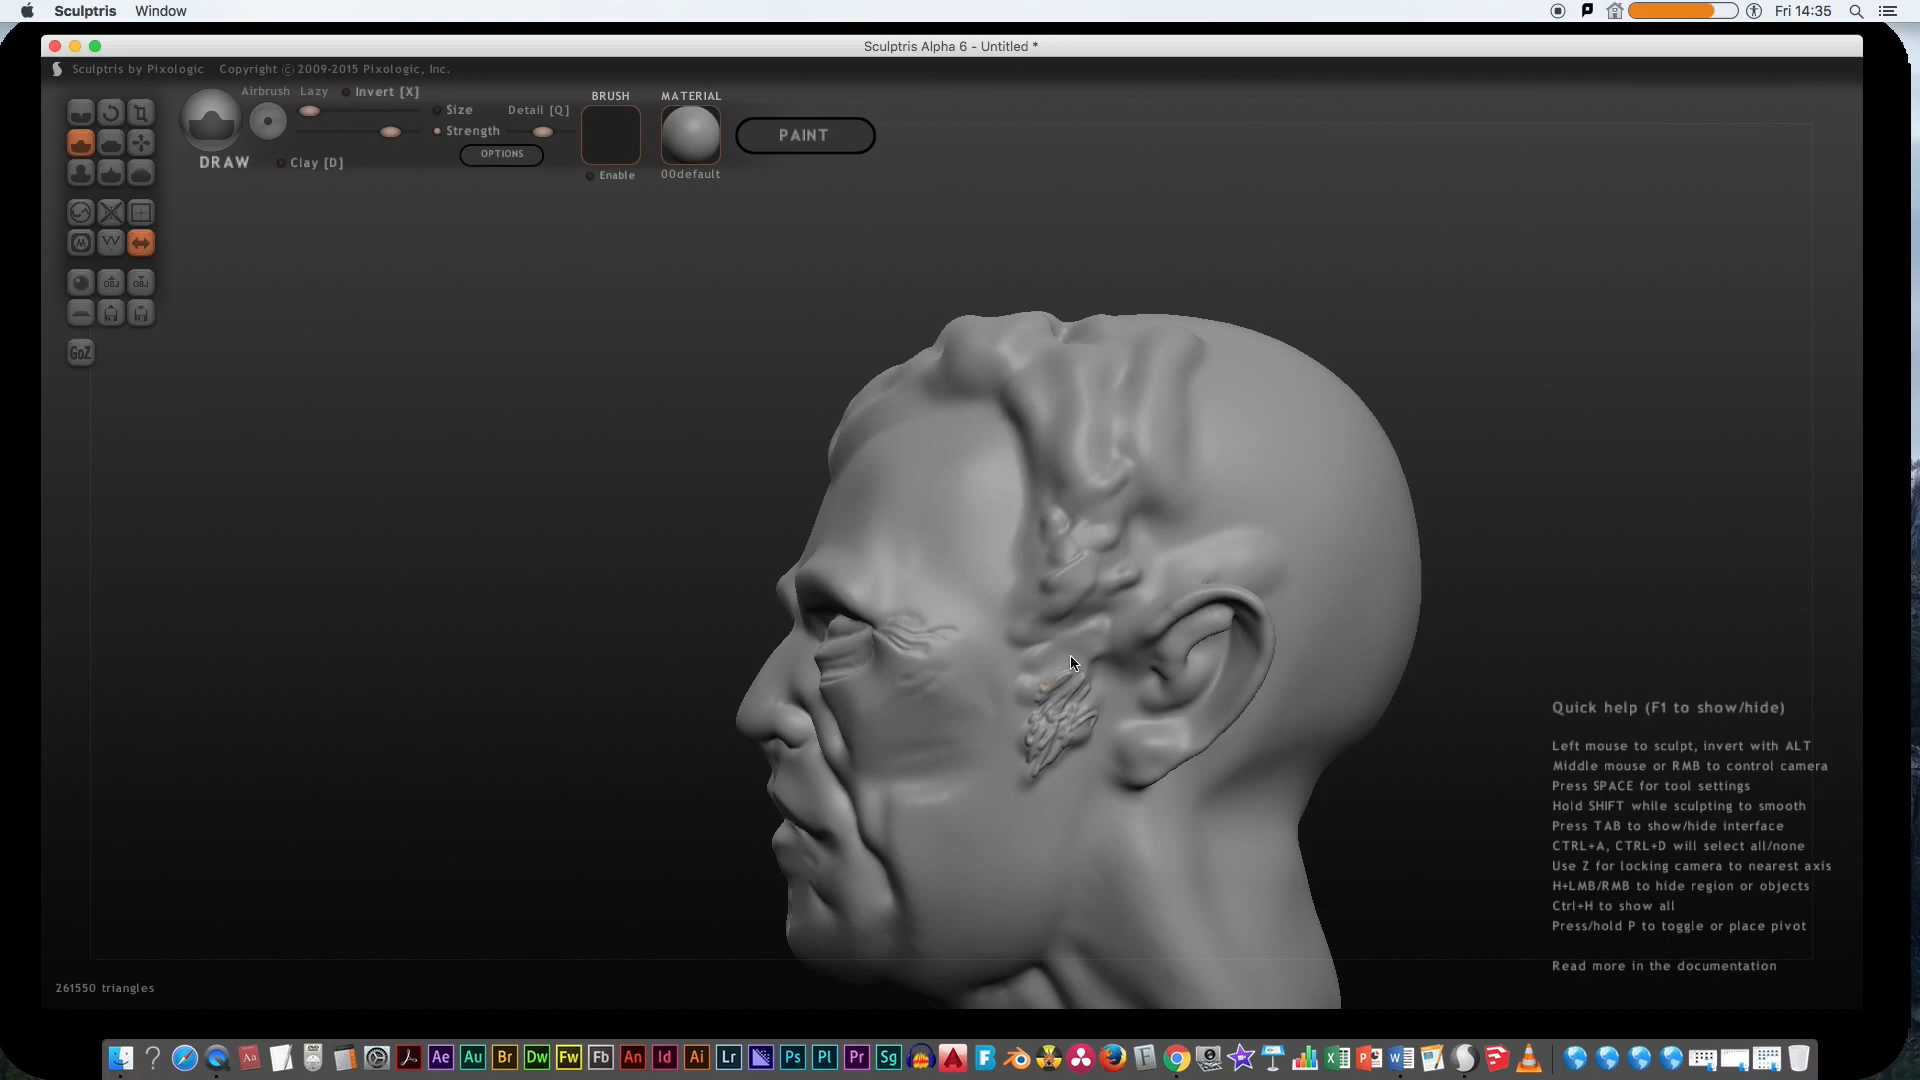 Sculptris Window
Fri 14:35
Sculptris Alpha 6 - Untitled *
Sculptris by Pixologic Copyright © 2009-2015 Pixologic, Inc.
Airbrush Lazy Invert [X]
Size Detail [Q]
Strength
OPTIONS
DRAW Clay [D]
BRUSH
Enable
MATERIAL
00default
PAINT
OBJ OBJ
GoZ
Quick help (F1 to show/hide)
Left mouse to sculpt, invert with ALT
Middle mouse or RMB to control camera
Press SPACE for tool settings
Hold SHIFT while sculpting to smooth
Press TAB to show/hide interface
CTRL+A, CTRL+D will select all/none
Use Z for locking camera to nearest axis
H+LMB/RMB to hide region or objects
Ctrl+H to show all
Press/hold P to toggle or place pivot
Read more in the documentation
261550 triangles
? Aa Ae Au Br Dw Fw Fb An Id Ai Lr Ps Pl Pr Sg